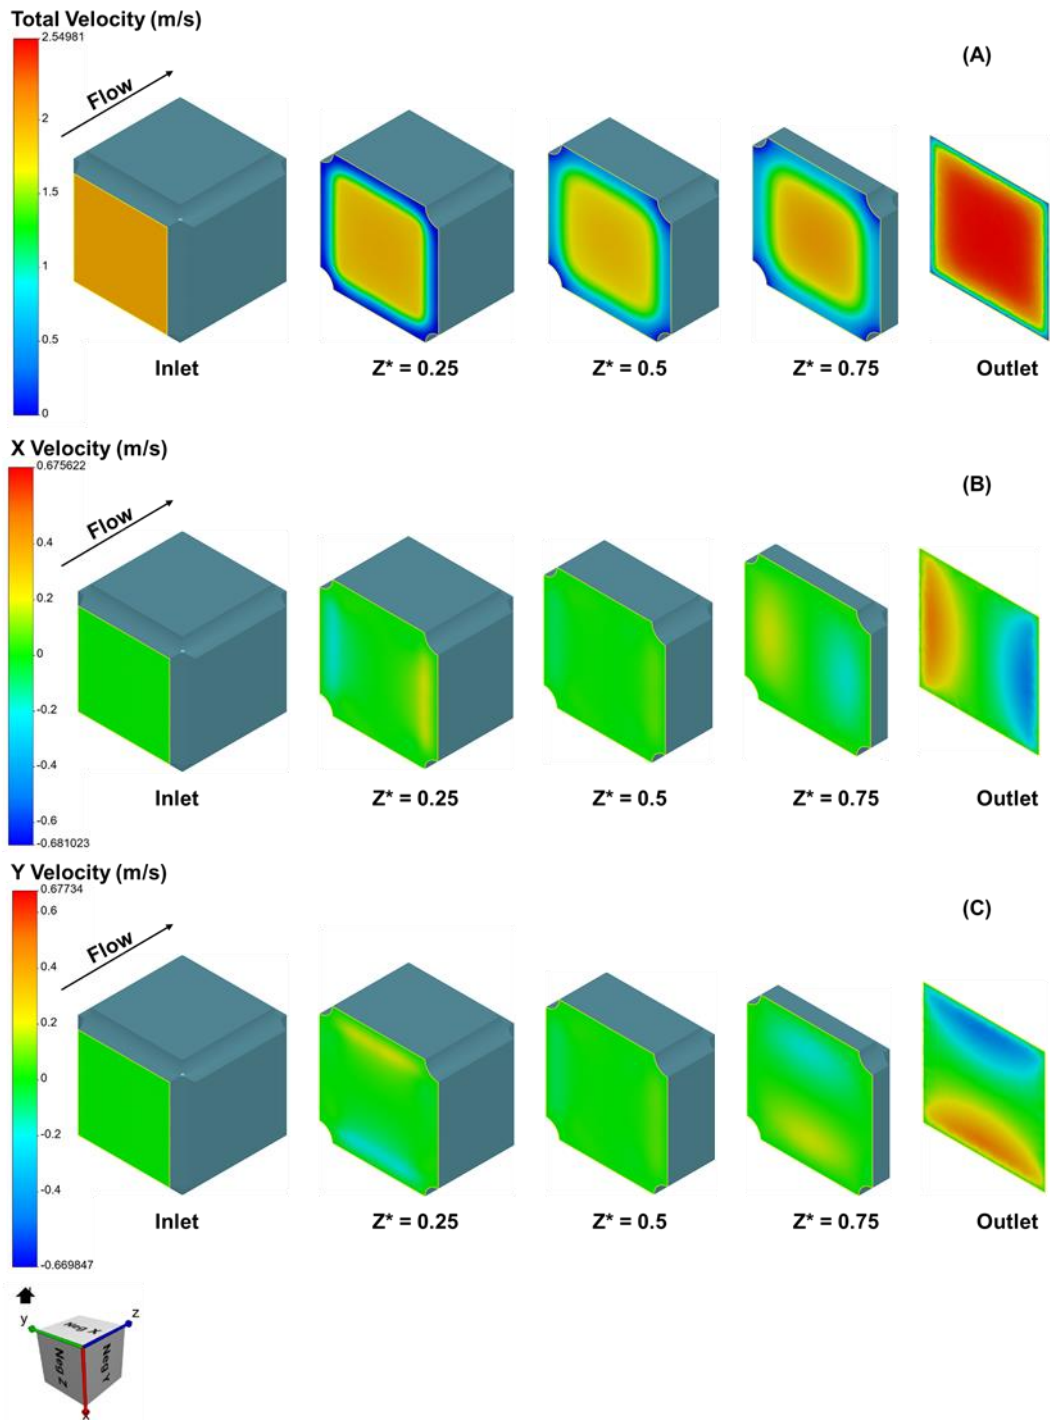 Total Velocity (m/s)
2.54981
(A)
Flow
2
1.5
1
0.5
0
Inlet
Z* = 0.25
Z* = 0.5
Z* = 0.75
Outlet
X Velocity (m/s)
0.675622
(B)
Flow
0.4
0.2
0
-0.2
-0.4
-0.6
-0.681023
Inlet
Z* = 0.25
Z* = 0.5
Z* = 0.75
Outlet
Y Velocity (m/s)
0.67734
(C)
0.6
Flow
0.4
0.2
0
-0.2
-0.4
-0.669847
Inlet
Z* = 0.25
Z* = 0.5
Z* = 0.75
Outlet
y
z
Neg Z
Neg Y
x